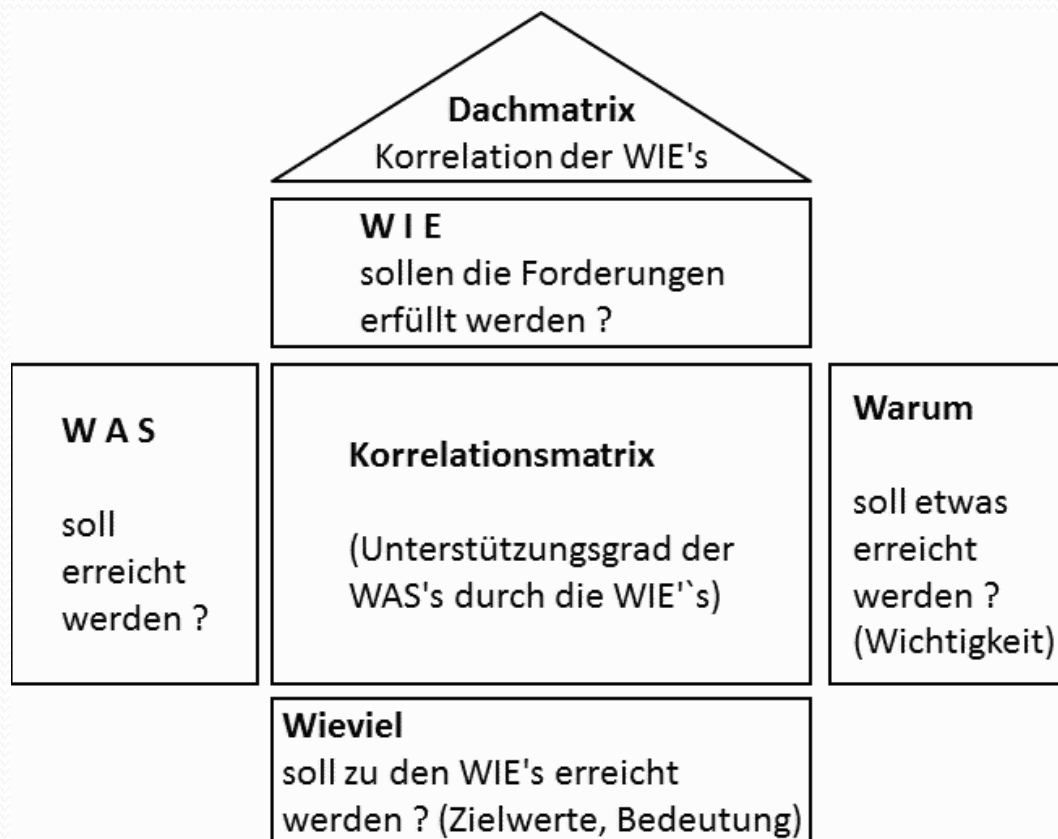 Dachmatrix
Korrelation der WIE's
W I E
sollen die Forderungen
erfüllt werden ?
W A S
soll
erreicht
werden ?
Korrelationsmatrix
(Unterstützungsgrad der
WAS's durch die WIE'`s)
Warum
soll etwas
erreicht
werden ?
(Wichtigkeit)
Wieviel
soll zu den WIE's erreicht
werden ? (Zielwerte, Bedeutung)